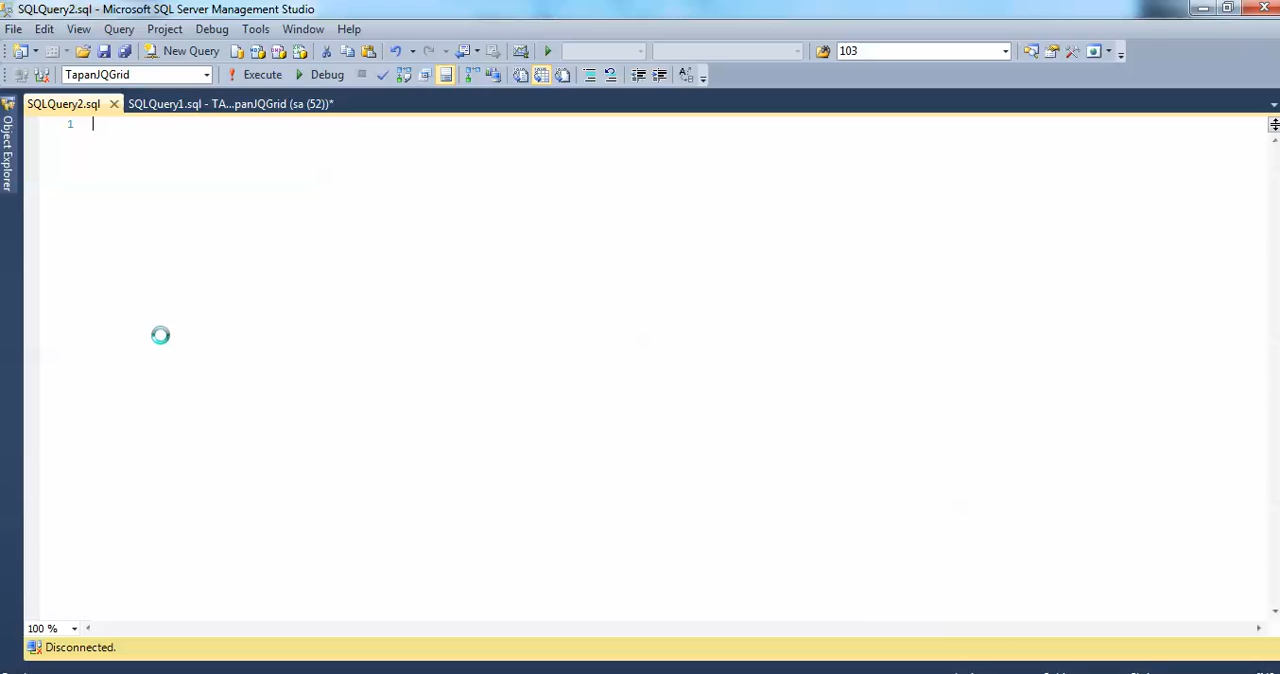 SQLQuery2.sql - Microsoft SQL Server Management Studio
File Edit View Query Project Debug Tools Window Help
New Query 103
TapanJQGrid Execute Debug
SQLQuery2.sql SQLQuery1.sql - TA...panJQGrid (sa (52))*
Object Explorer
1
100 %
Disconnected.